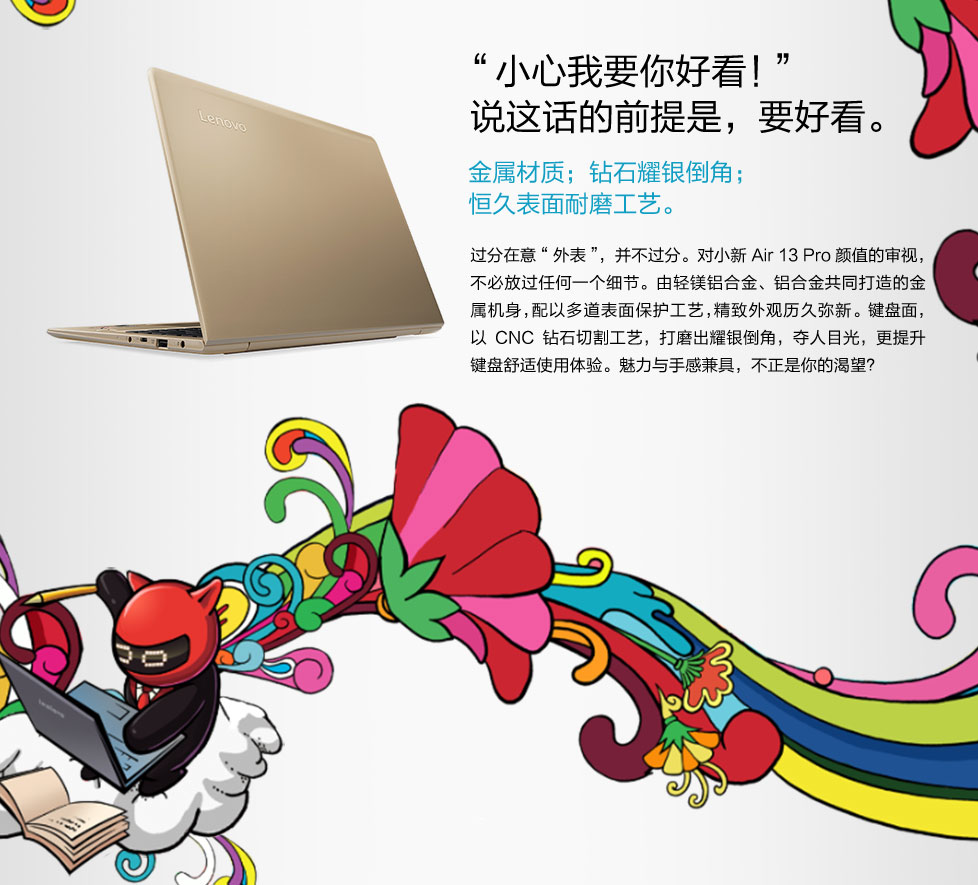 Lenovo
“小心我要你好看！”
说这话的前提是，要好看。
金属材质；钻石耀银倒角；
恒久表面耐磨工艺。
过分在意“外表”，并不过分。对小新 Air 13 Pro 颜值的审视，
不必放过任何一个细节。由轻镁铝合金、铝合金共同打造的金
属机身，配以多道表面保护工艺，精致外观历久弥新。键盘面，
以 CNC 钻石切割工艺，打磨出耀银倒角，夺人目光，更提升
键盘舒适使用体验。魅力与手感兼具，不正是你的渴望？
Lenovo